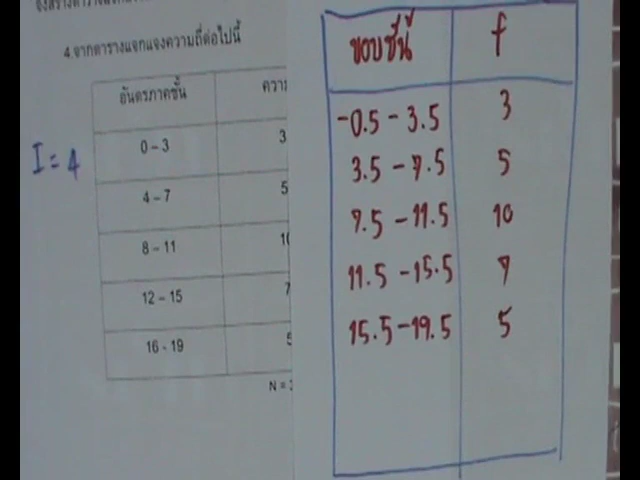 4.จากตารางแจกแจงความถี่ต่อไปนี้
อันตรภาคชั้น
0 – 3 3
4 – 7 5
8 – 11
12 – 15
16 - 19
N =
I = 4
ขอบชั้น f
-0.5 - 3.5 3
3.5 - 7.5 5
7.5 - 11.5 10
11.5 - 15.5 7
15.5 - 19.5 5